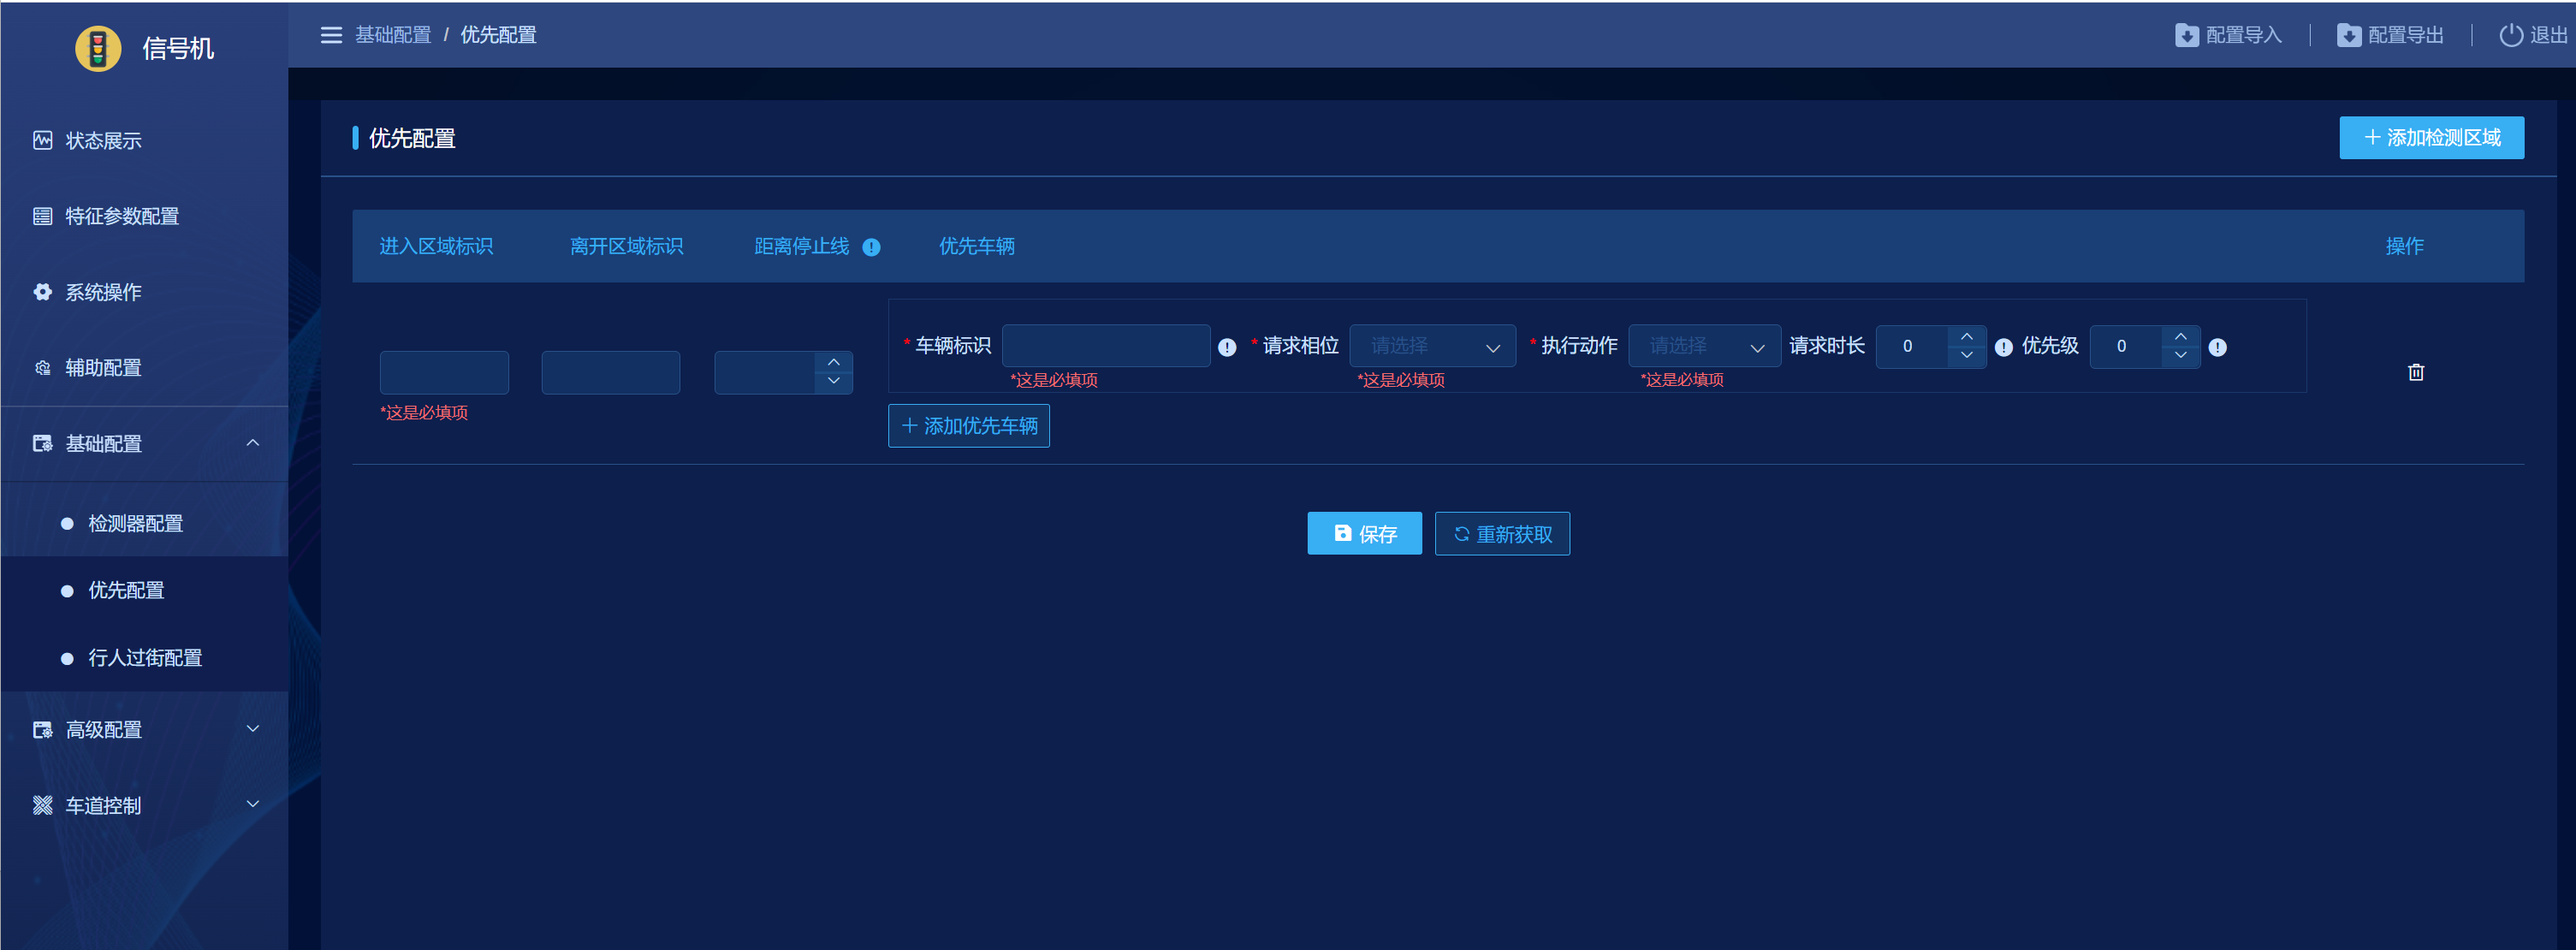 信号机
基础配置 / 优先配置
配置导入
配置导出
退出
状态展示
特征参数配置
系统操作
辅助配置
基础配置
检测器配置
优先配置
行人过街配置
高级配置
车道控制
优先配置
添加检测区域
进入区域标识 离开区域标识 距离停止线 优先车辆 操作
*这是必填项
* 车辆标识 * 请求相位 请选择 * 执行动作 请选择 请求时长 0 优先级 0
*这是必填项 *这是必填项 *这是必填项
添加优先车辆
保存 重新获取